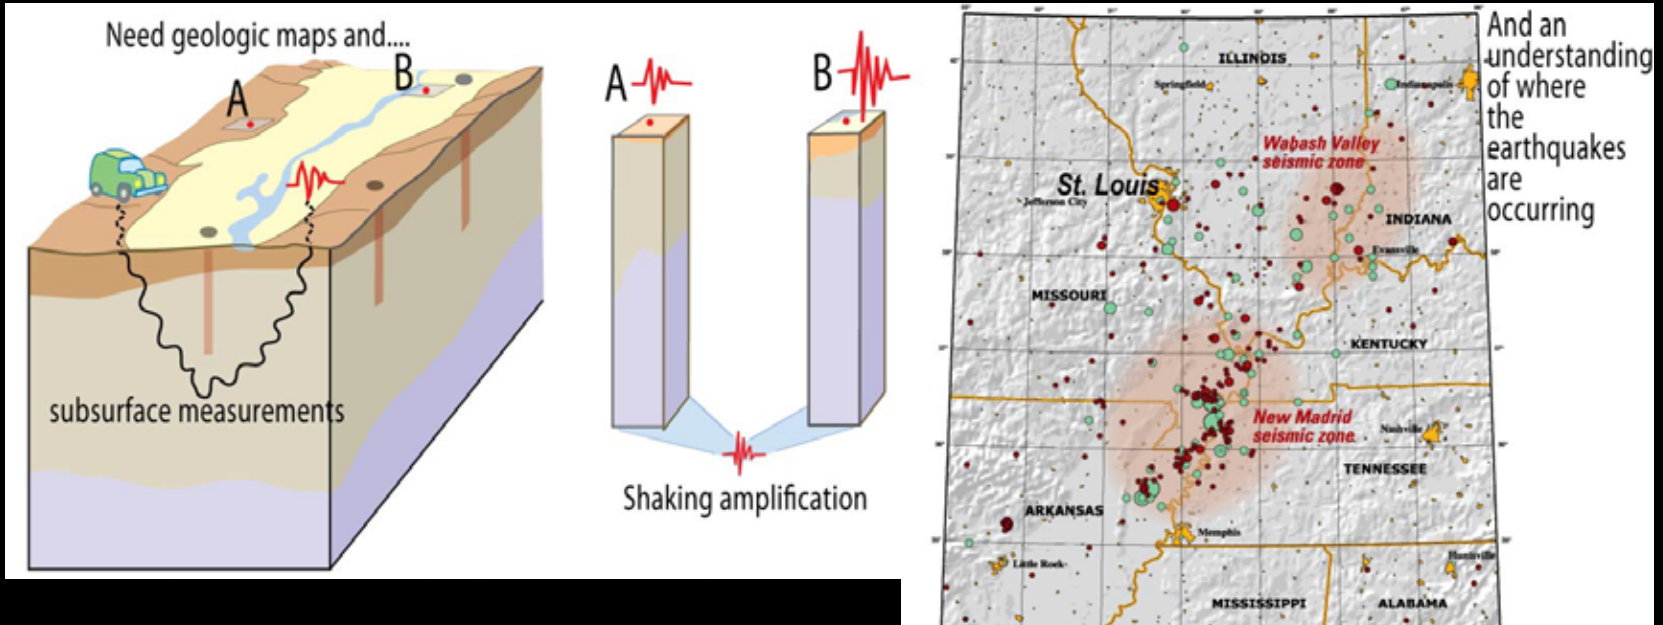 Need geologic maps and....
A
B
subsurface measurements
A
B
Shaking amplification
And an
understanding
of where
the
earthquakes
are
occurring
ILLINOIS
Springfield
Indianapolis
Wabash Valley
seismic zone
St. Louis
Jefferson City
INDIANA
Evansville
MISSOURI
KENTUCKY
New Madrid
seismic zone
Nashville
TENNESSEE
ARKANSAS
Memphis
Little Rock
Huntsville
MISSISSIPPI
ALABAMA